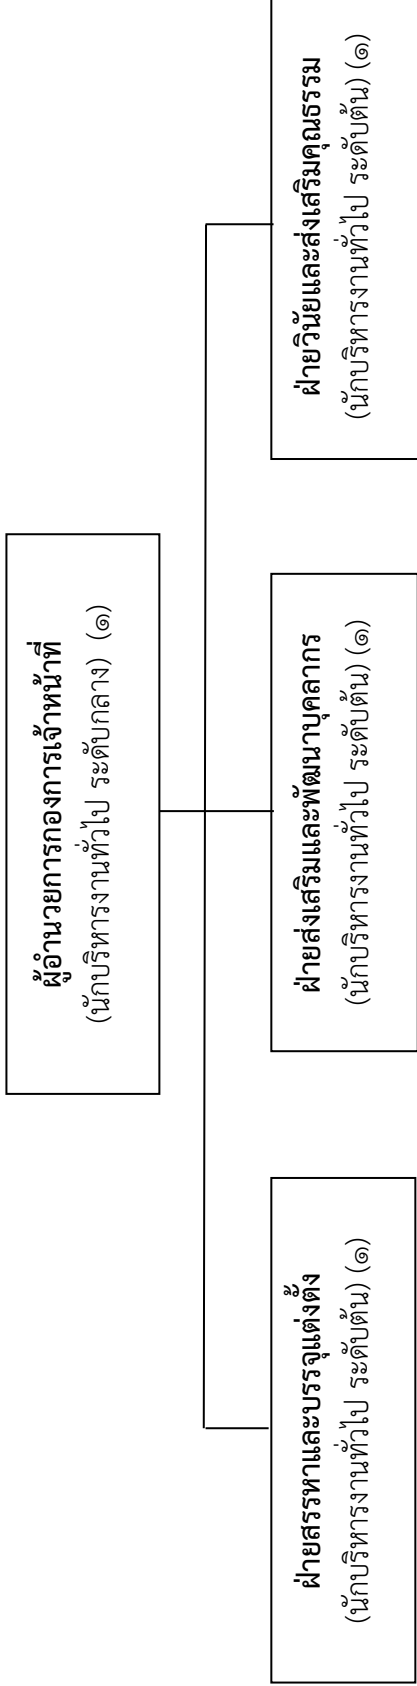 ผู้อำนวยการกองการเจ้าหน้าที่
(นักบริหารงานทั่วไป ระดับกลาง) (๑)
ฝ่ายสรรหาและบรรจุแต่งตั้ง
(นักบริหารงานทั่วไป ระดับต้น) (๑)
ฝ่ายส่งเสริมและพัฒนาบุคลากร
(นักบริหารงานทั่วไป ระดับต้น) (๑)
ฝ่ายวินัยและส่งเสริมคุณธรรม
(นักบริหารงานทั่วไป ระดับต้น) (๑)